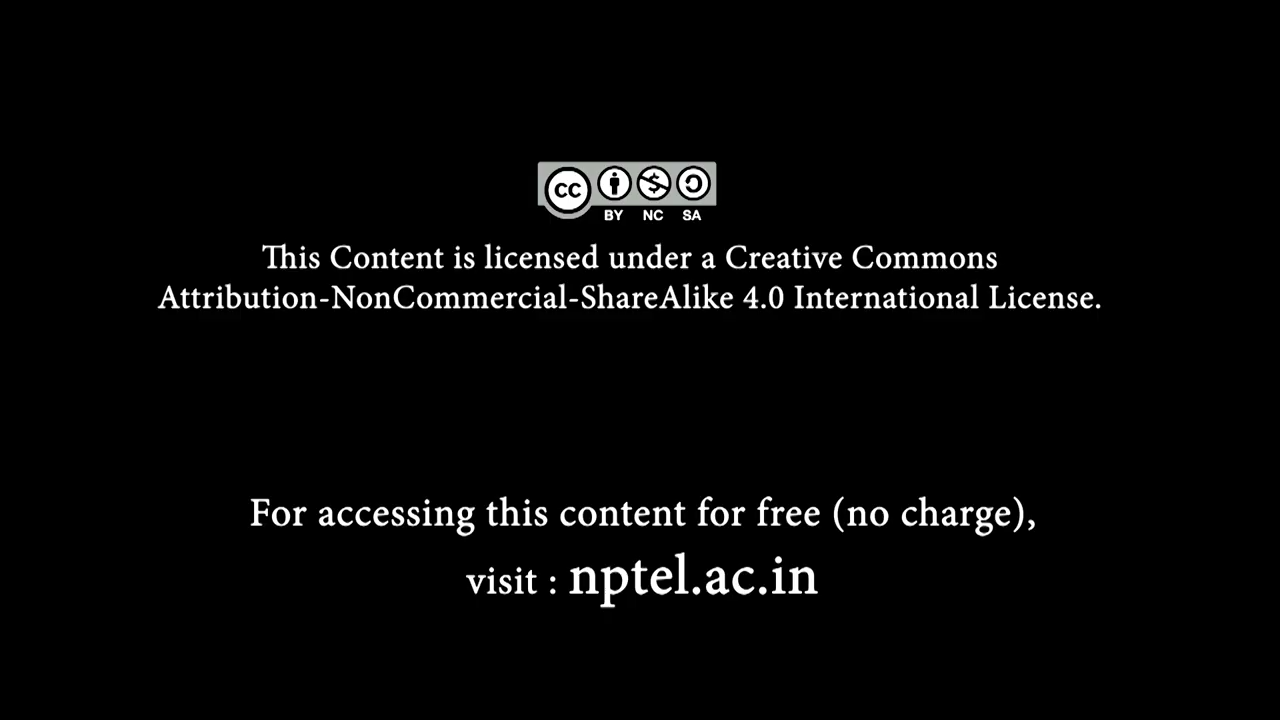 cc
BY NC SA
This Content is licensed under a Creative Commons
Attribution-NonCommercial-ShareAlike 4.0 International License.
For accessing this content for free (no charge),
visit : nptel.ac.in